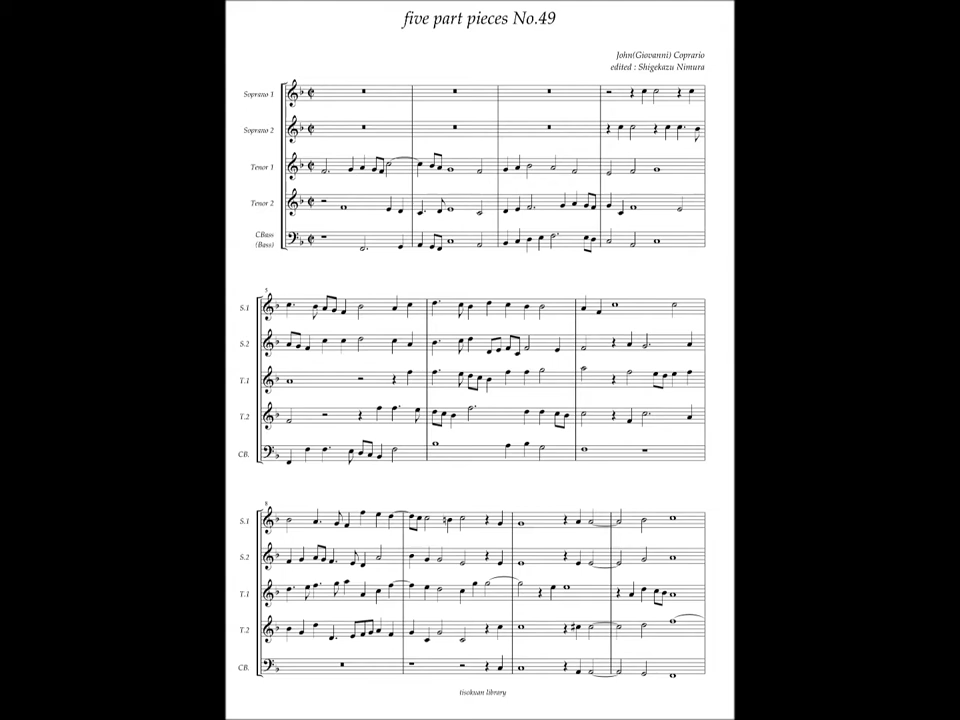 five part pieces No.49
John(Giovanni) Coprario
edited : Shigekazu Nimura
Soprano 1
Soprano 2
Tenor 1
Tenor 2
C.Bass
(Bass)
5
S.1
S.2
T.1
T.2
CB.
8
S.1
S.2
T.1
T.2
CB.
tisokuan library